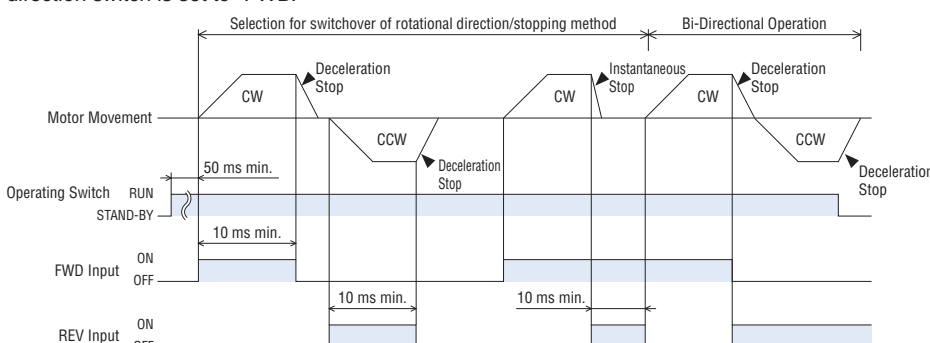 direction switch is set to "FWD."
Selection for switchover of rotational direction/stopping method
Bi-Directional Operation
Deceleration
Stop
Instantaneous
Stop
Deceleration
Stop
CW
CW
CW
Motor Movement
CCW
CCW
Deceleration
Stop
Deceleration
Stop
50 ms min.
Operating Switch
RUN
STAND-BY
10 ms min.
FWD Input
ON
OFF
10 ms min.
10 ms min.
REV Input
ON